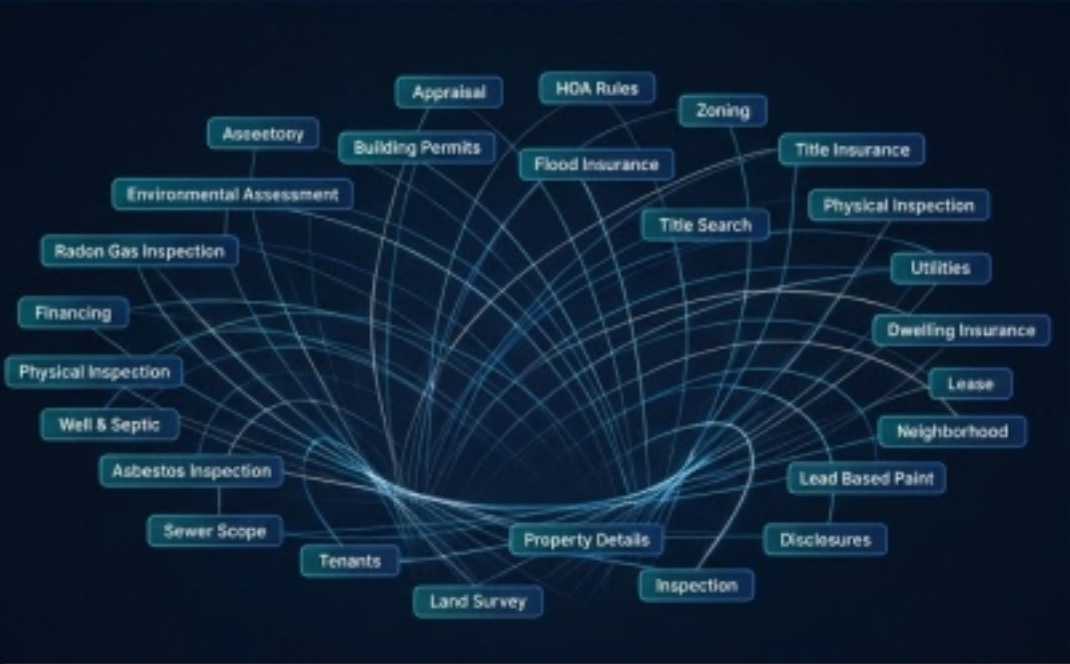 Appraisal
HOA Rules
Zoning
Aseeetony
Building Permits
Title Insurance
Flood Insurance
Environmental Assessment
Physical Inspection
Title Search
Radon Gas Inspection
Utilities
Financing
Dwelling Insurance
Physical Inspection
Lease
Well & Septic
Neighborhood
Asbestos Inspection
Lead Based Paint
Sewer Scope
Property Details
Disclosures
Tenants
Inspection
Land Survey